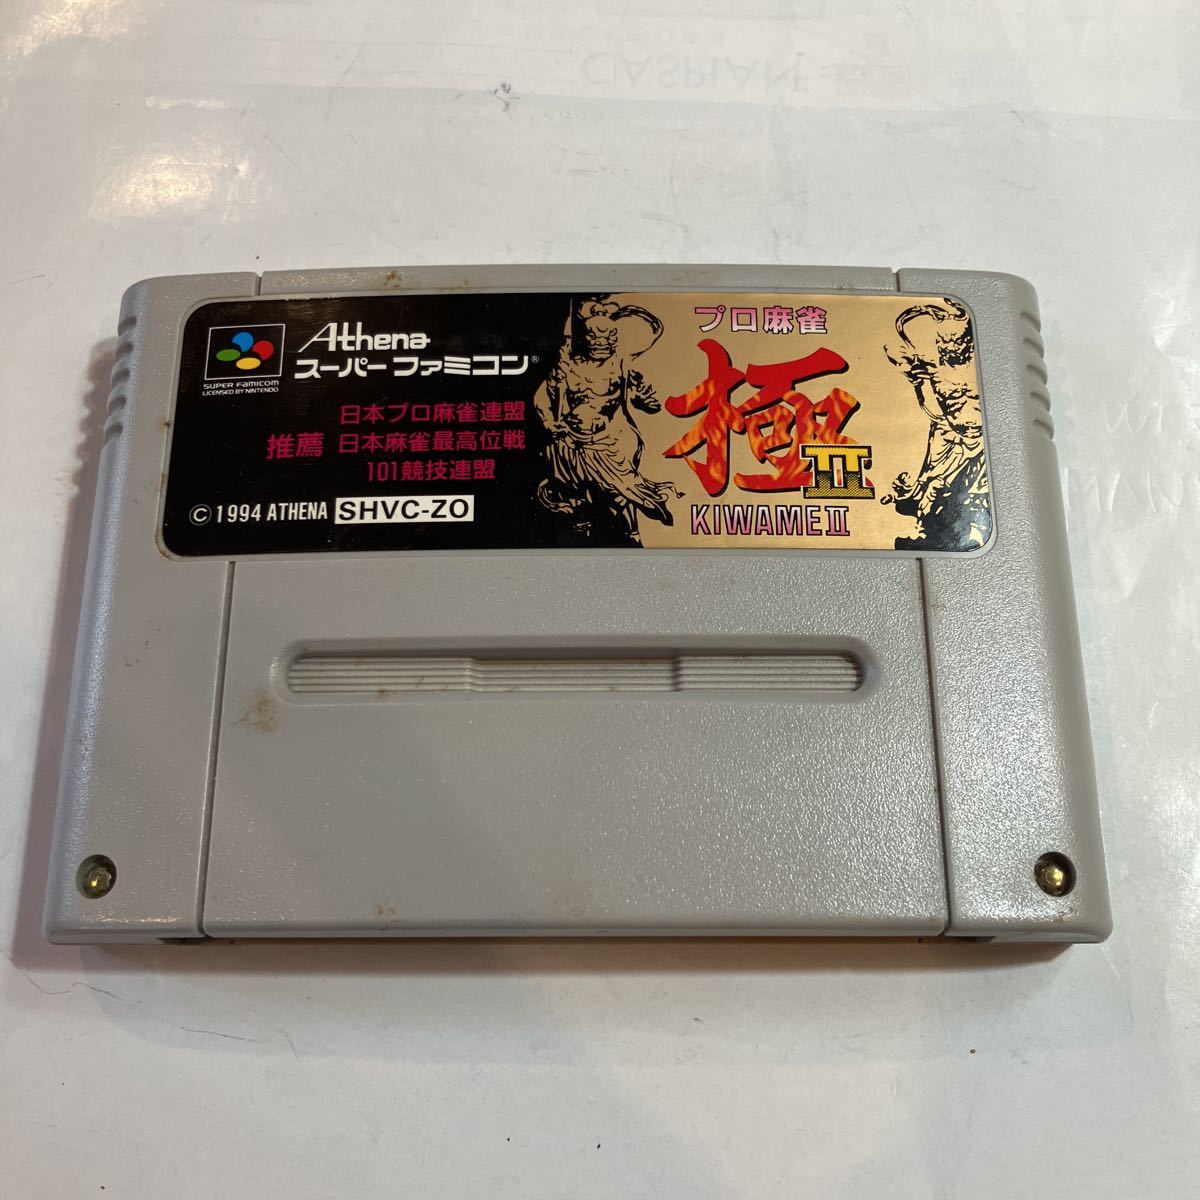 CASPIAN
SUPER FAMICOM
LICENSED BY NINTENDO
Athena
スーパーファミコン®
日本プロ麻雀連盟
推薦 日本麻雀最高位戦
101競技連盟
© 1994 ATHENA SHVC-ZO
プロ麻雀
極
II
KIWAME II